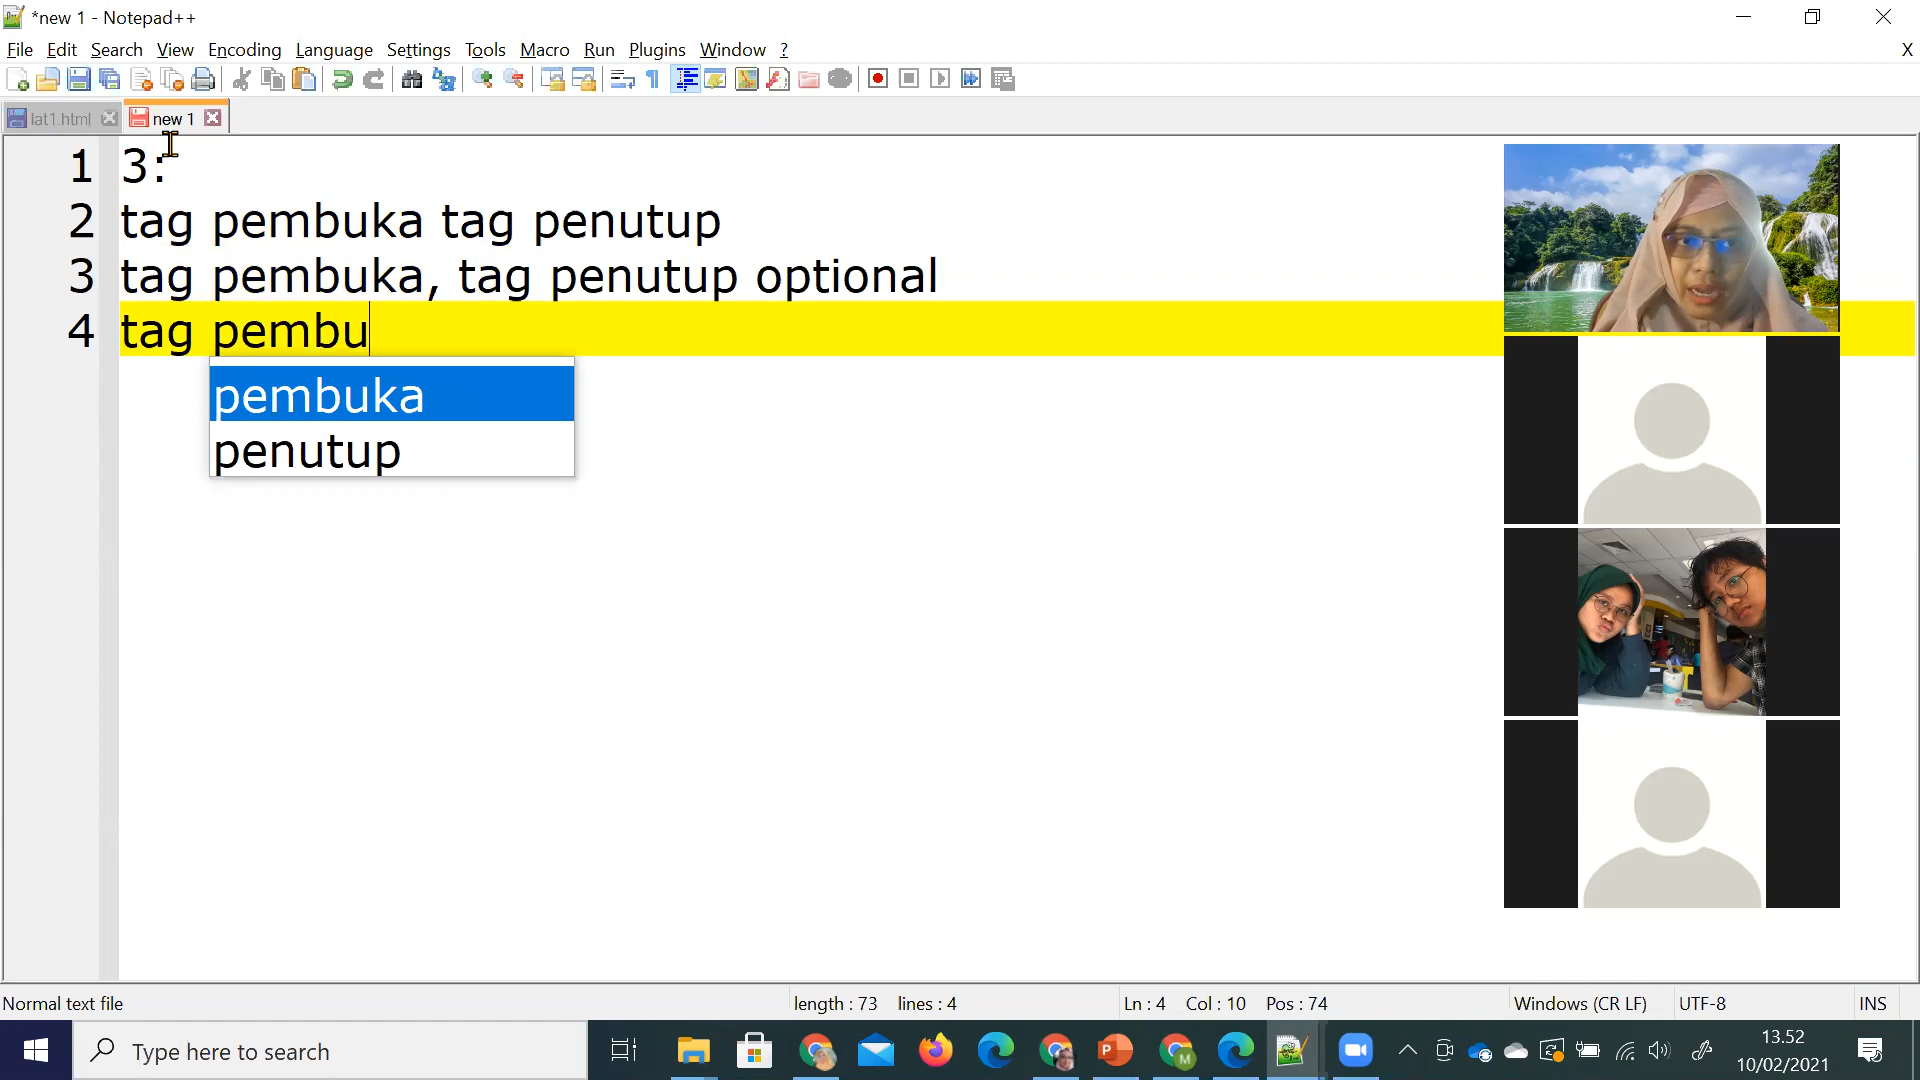 *new 1 - Notepad++
File Edit Search View Encoding Language Settings Tools Macro Run Plugins Window ? X
lat1.html new 1
1 3:
2 tag pembuka tag penutup
3 tag pembuka, tag penutup optional
4 tag pembu
pembuka
penutup
Normal text file length : 73 lines : 4 Ln : 4 Col : 10 Pos : 74 Windows (CR LF) UTF-8 INS
Type here to search
13.52
10/02/2021